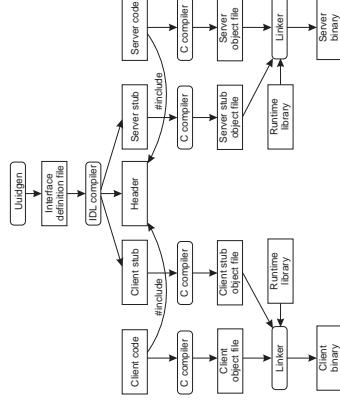 Uuidgen
Interface
definition file
IDL compiler
Client code
Client stub
Header
Server stub
Server code
#include
#include
C compiler
C compiler
C compiler
C compiler
Client
object file
Client stub
object file
Server stub
object file
Server
object file
Linker
Runtime
library
Runtime
library
Linker
Client
binary
Server
binary